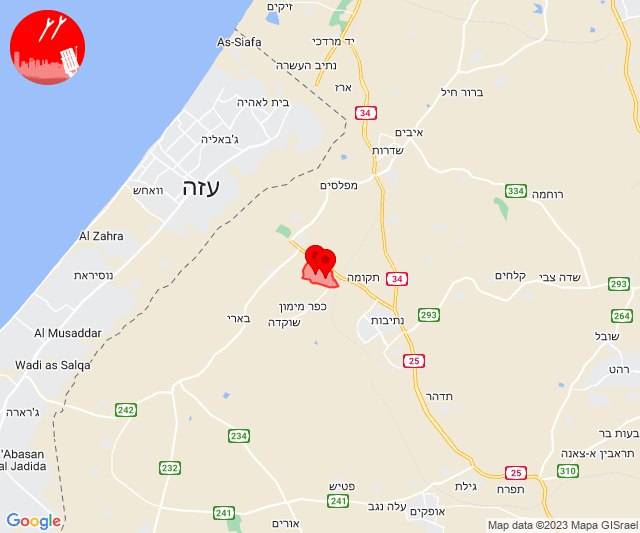 זיקים
As-Siafa
יד מרדכי
נתיב העשרה
ארז
בית לאהיה
34
ברור חיל
ג'באליה
איבים
שדרות
עזה
וואחש
מפלסים
334
רוחמה
Al Zahra
נוסיראת
תקומה
34
קלחים
שדה צבי
293
כפר מימון
בארי
שוקדה
נתיבות
293
264
Al Musaddar
שובל
Wadi as Salqa
25
רהט
ג'רארה
242
תדהר
234
בעות בר
'Abasan
al Jadida
תראבין א-צאנה
232
25
310
פטיש
גילת
תפרח
241
241
עלה נגב
אופקים
אורים
Google
Map data ©2023 Mapa GISrael